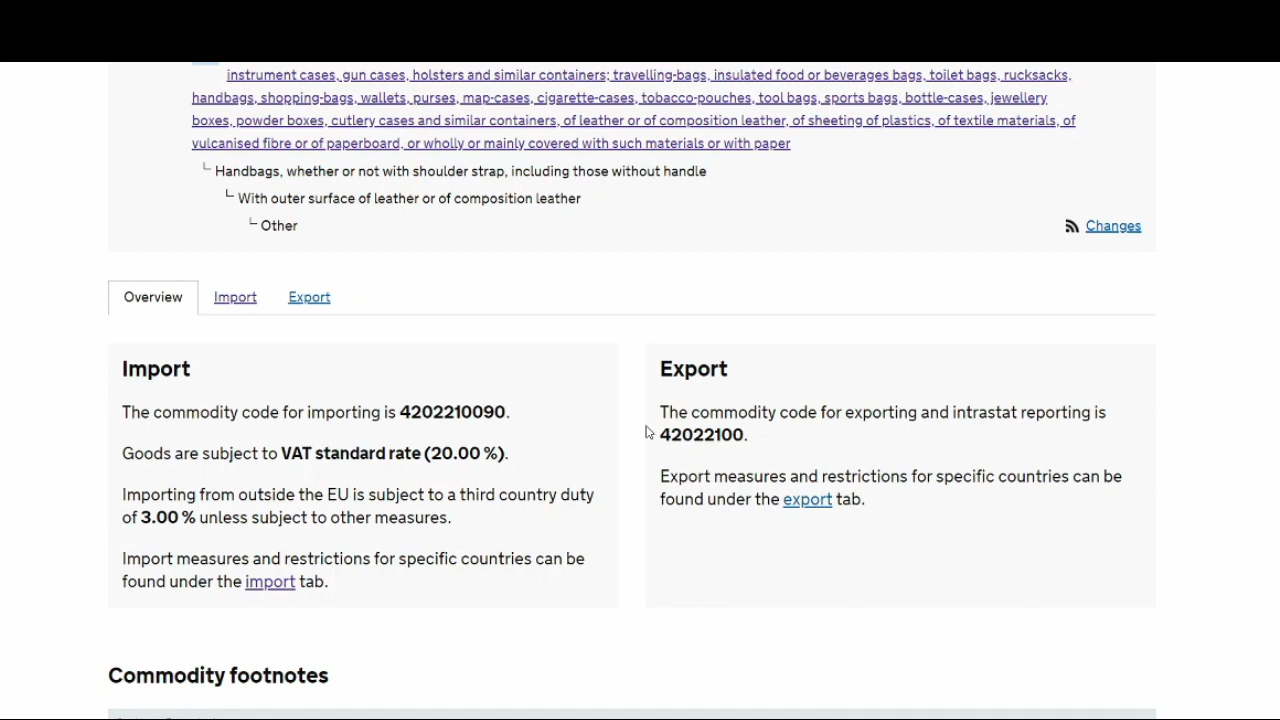 instrument cases, gun cases, holsters and similar containers; travelling-bags, insulated food or beverages bags, toilet bags, rucksacks,
handbags, shopping-bags, wallets, purses, map-cases, cigarette-cases, tobacco-pouches, tool bags, sports bags, bottle-cases, jewellery
boxes, powder boxes, cutlery cases and similar containers, of leather or of composition leather, of sheeting of plastics, of textile materials, of
vulcanised fibre or of paperboard, or wholly or mainly covered with such materials or with paper
Handbags, whether or not with shoulder strap, including those without handle
With outer surface of leather or of composition leather
Other
Changes
Overview Import Export
Import
The commodity code for importing is 4202210090.
Goods are subject to VAT standard rate (20.00 %).
Importing from outside the EU is subject to a third country duty
of 3.00 % unless subject to other measures.
Import measures and restrictions for specific countries can be
found under the import tab.
Export
The commodity code for exporting and intrastat reporting is
42022100.
Export measures and restrictions for specific countries can be
found under the export tab.
Commodity footnotes